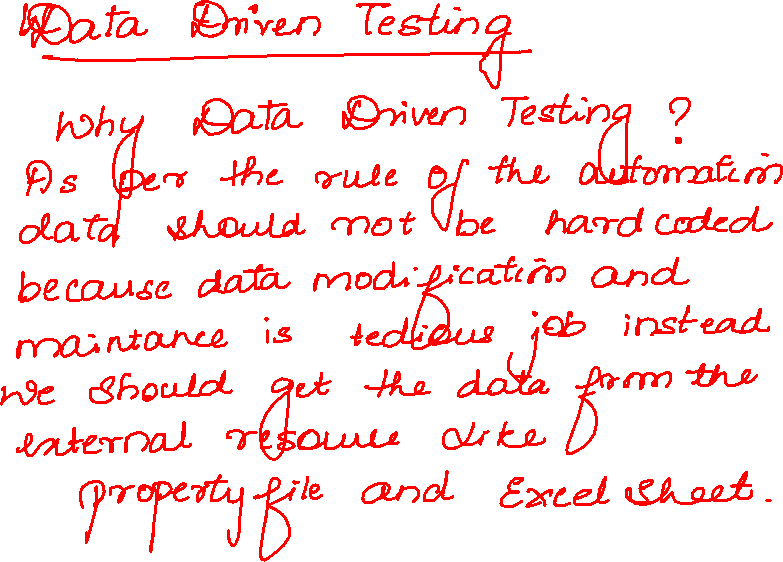 Data Driven Testing
Why Data Driven Testing ?
As per the rule of the automation
data should not be hard coded
because data modification and
maintance is tedious job instead
we should get the data from the
external resource like
property file and Excel sheet.